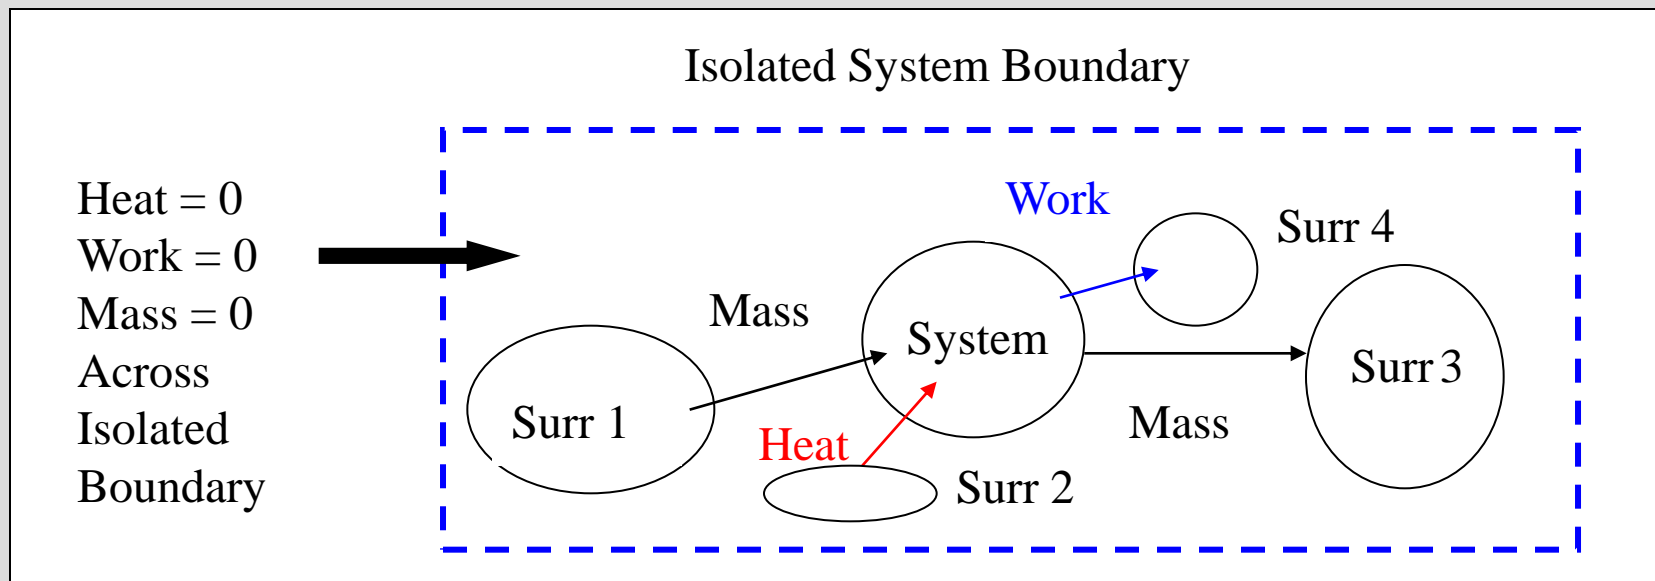 Isolated System Boundary
Heat = 0
Work = 0
Mass = 0
Across
Isolated
Boundary
Work
Surr 4
Mass
System
Surr 3
Surr 1
Heat
Mass
Surr 2